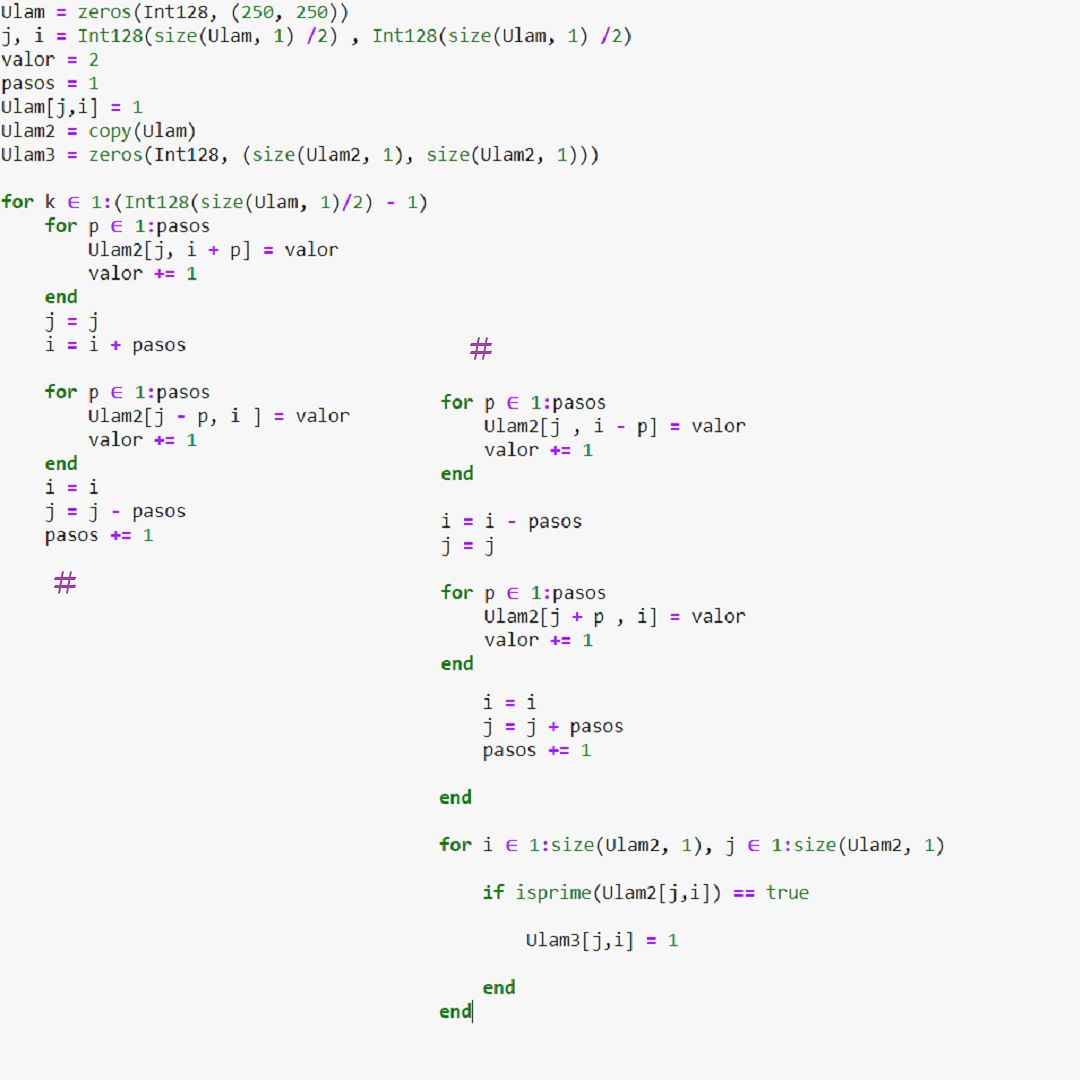 Ulam = zeros(Int128, (250, 250))
j, i = Int128(size(Ulam, 1) /2) , Int128(size(Ulam, 1) /2)
valor = 2
pasos = 1
Ulam[j,i] = 1
Ulam2 = copy(Ulam)
Ulam3 = zeros(Int128, (size(Ulam2, 1), size(Ulam2, 1)))
for k ∈ 1:(Int128(size(Ulam, 1)/2) - 1)
    for p ∈ 1:pasos
        Ulam2[j, i + p] = valor
        valor += 1
    end
    j = j
    i = i + pasos
    for p ∈ 1:pasos
        Ulam2[j - p, i ] = valor
        valor += 1
    end
    i = i
    j = j - pasos
    pasos += 1
#
#
for p ∈ 1:pasos
    Ulam2[j , i - p] = valor
    valor += 1
end
i = i - pasos
j = j
for p ∈ 1:pasos
    Ulam2[j + p , i] = valor
    valor += 1
end
    i = i
    j = j + pasos
    pasos += 1
end
for i ∈ 1:size(Ulam2, 1), j ∈ 1:size(Ulam2, 1)
    if isprime(Ulam2[j,i]) == true
        Ulam3[j,i] = 1
    end
end